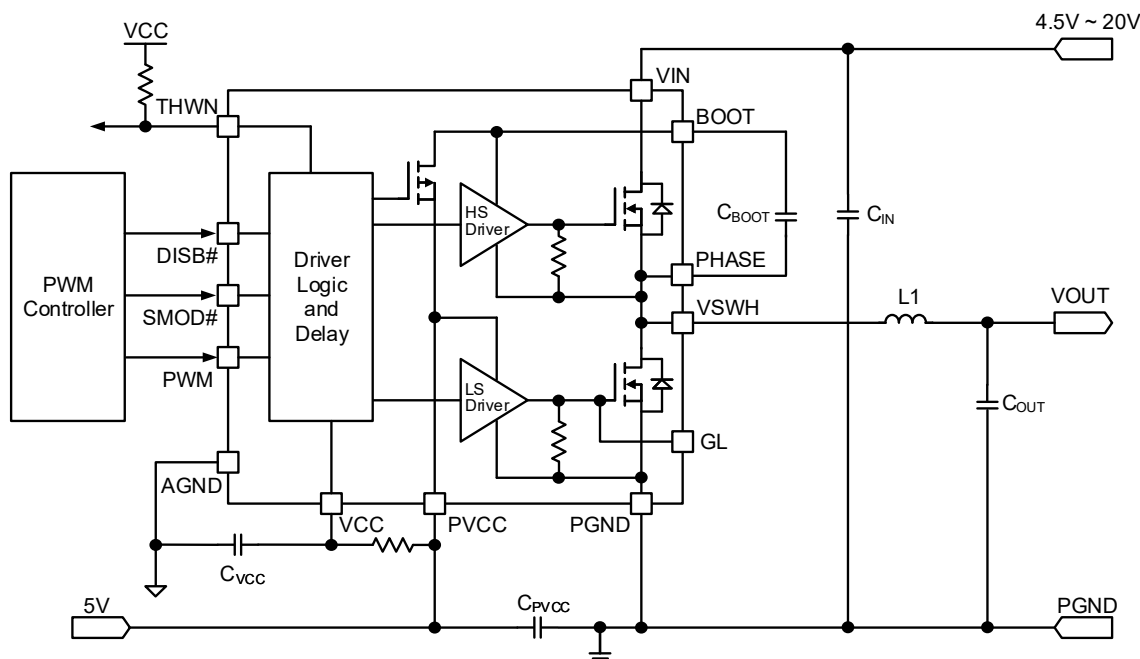 4.5V ~ 20V
VCC
VIN
THWN
BOOT
HS
Driver
CBOOT
CIN
DISB#
PHASE
PWM
Controller
Driver
Logic
and
Delay
SMOD#
VSWH
L1
VOUT
PWM
LS
Driver
COUT
GL
AGND
VCC
PVCC
PGND
CVCC
5V
CPVCC
PGND